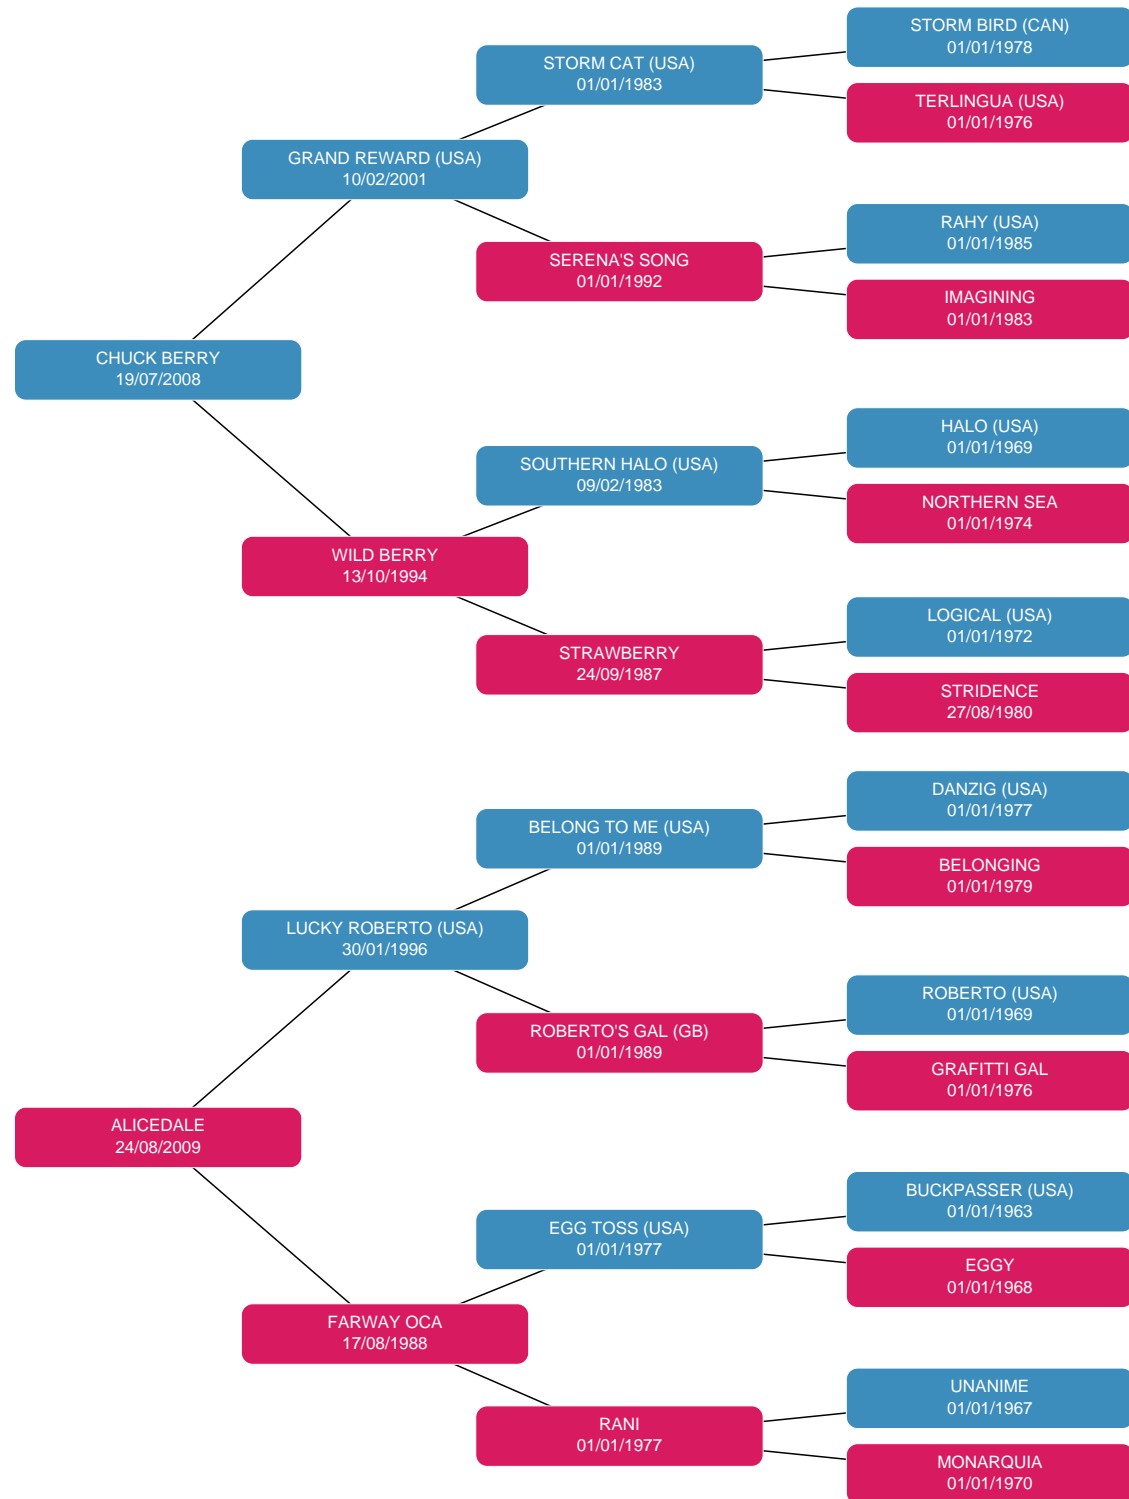 STORM BIRD (CAN)
01/01/1978
STORM CAT (USA)
01/01/1983
TERLINGUA (USA)
01/01/1976
GRAND REWARD (USA)
10/02/2001
RAHY (USA)
01/01/1985
SERENA'S SONG
01/01/1992
IMAGINING
01/01/1983
CHUCK BERRY
19/07/2008
HALO (USA)
01/01/1969
SOUTHERN HALO (USA)
09/02/1983
NORTHERN SEA
01/01/1974
WILD BERRY
13/10/1994
LOGICAL (USA)
01/01/1972
STRAWBERRY
24/09/1987
STRIDENCE
27/08/1980
DANZIG (USA)
01/01/1977
BELONG TO ME (USA)
01/01/1989
BELONGING
01/01/1979
LUCKY ROBERTO (USA)
30/01/1996
ROBERTO (USA)
01/01/1969
ROBERTO'S GAL (GB)
01/01/1989
GRAFITTI GAL
01/01/1976
ALICEDALE
24/08/2009
BUCKPASSER (USA)
01/01/1963
EGG TOSS (USA)
01/01/1977
EGGY
01/01/1968
FARWAY OCA
17/08/1988
UNANIME
01/01/1967
RANI
01/01/1977
MONARQUIA
01/01/1970